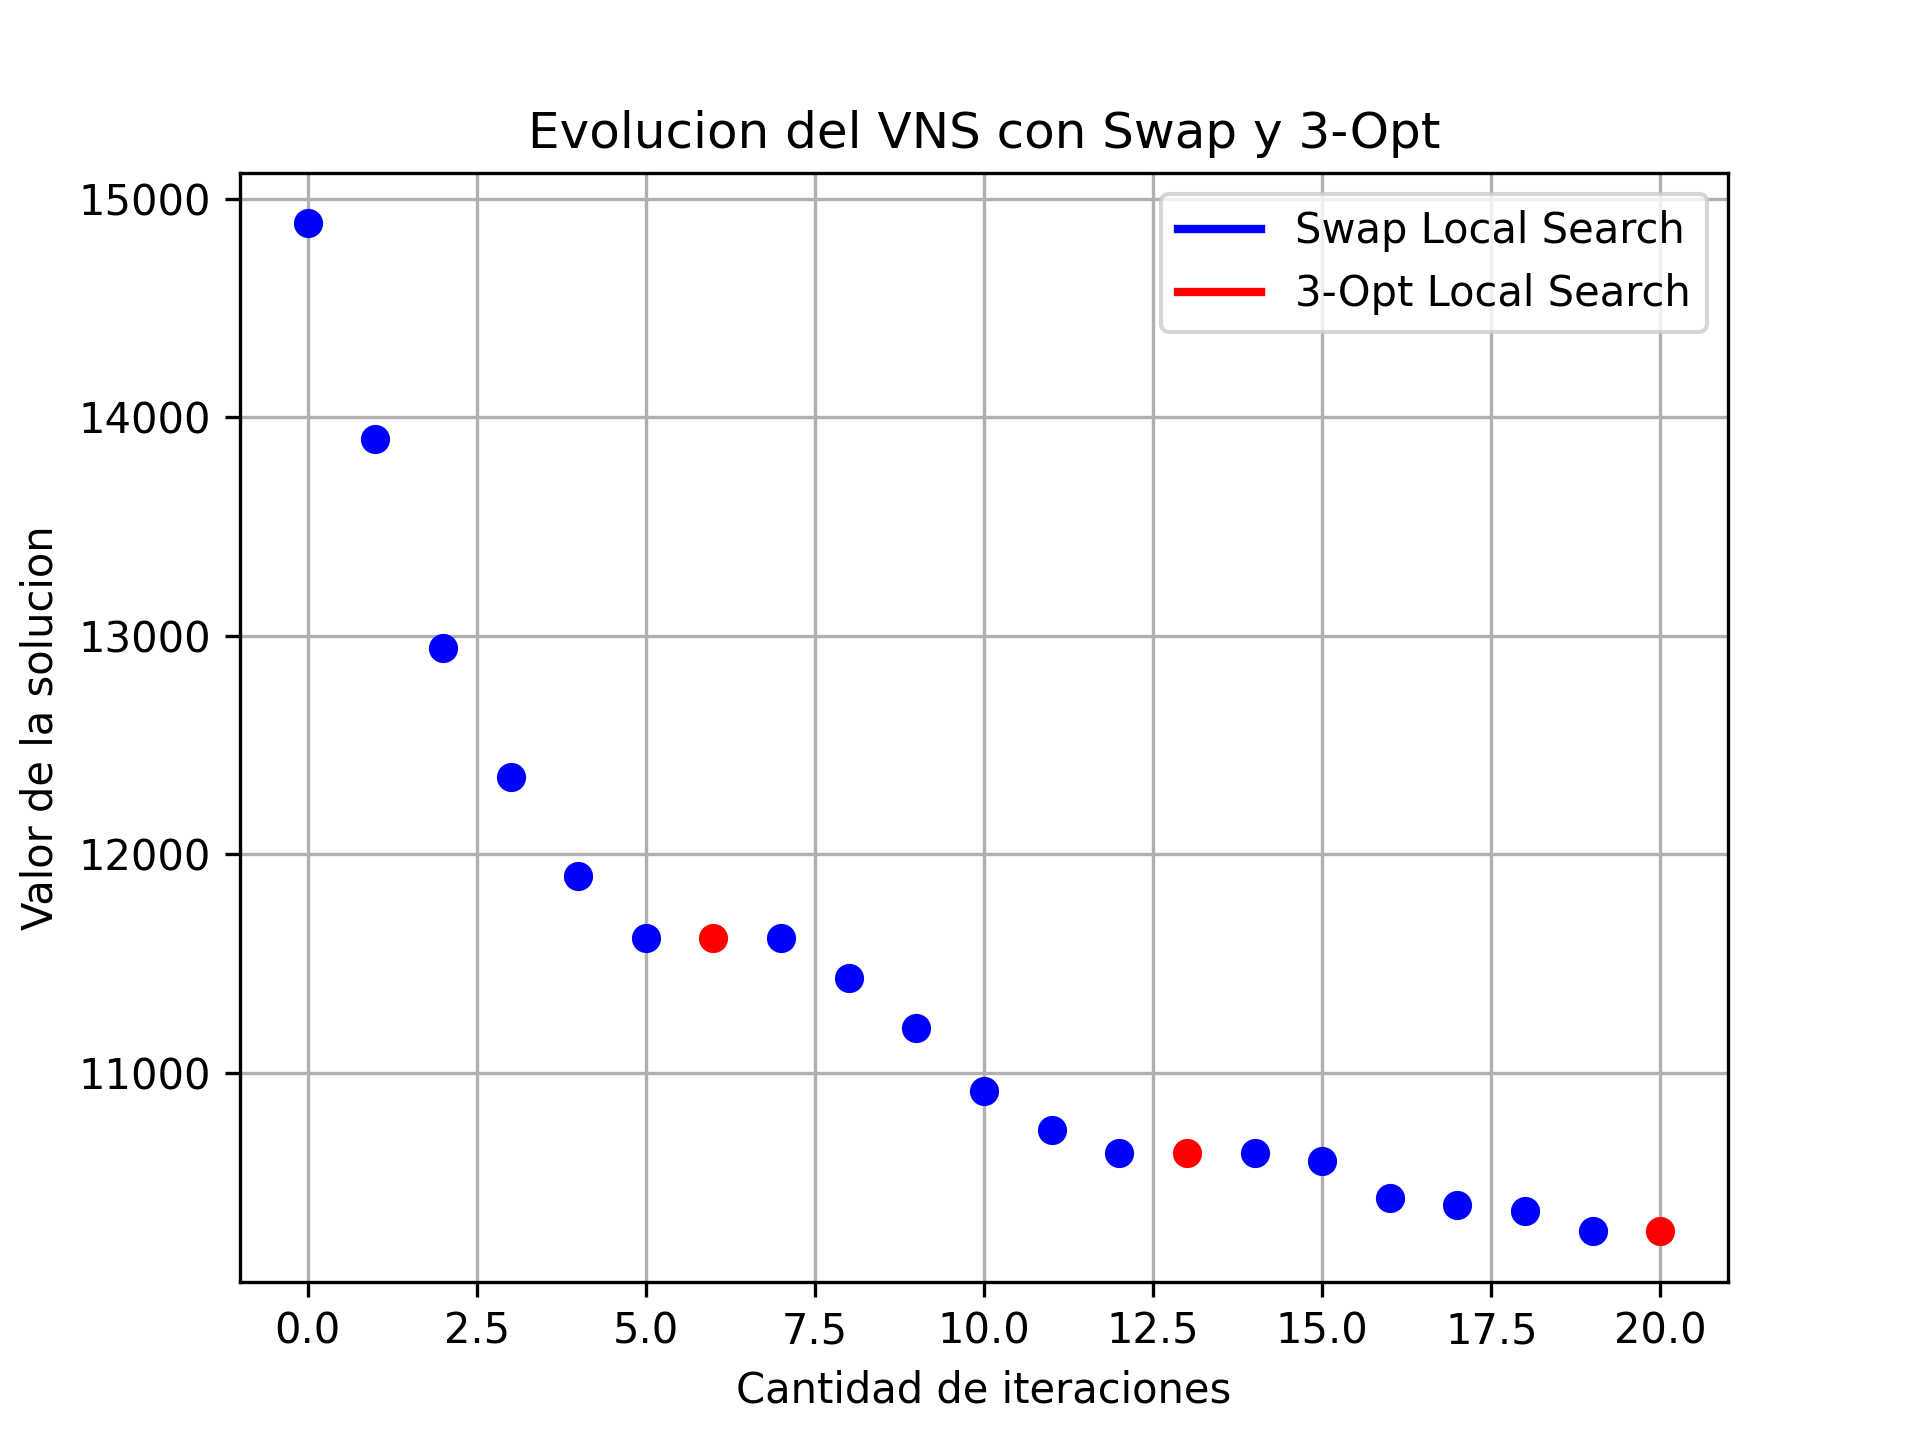 Evolucion del VNS con Swap y 3-Opt
Swap Local Search
3-Opt Local Search
Valor de la solucion
15000
14000
13000
12000
11000
0.0 2.5 5.0 7.5 10.0 12.5 15.0 17.5 20.0
Cantidad de iteraciones